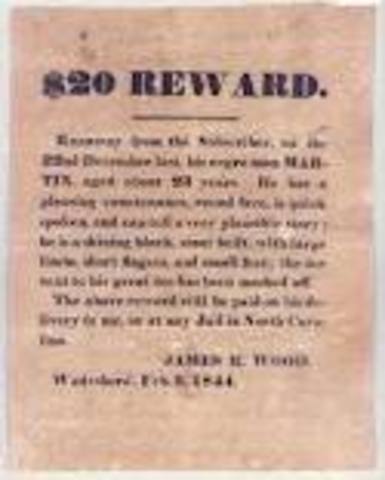 $20 REWARD.
Runaway from the Subscriber, on the
22nd December last, his negro man MAR-
TIN, aged about 23 years. He has a
pleasing countenance, round face, is quick
spoken, and can tell a very plausible story;
he is a shining black, stout built, with large
limbs, short fingers, and small feet; the toe
next to his great toe has been mashed off.
The above reward will be paid on his de-
livery to me, or at any Jail in North Caro-
lina.
JAMES R. WOOD.
Wadesboro', Feb. 5, 1844.